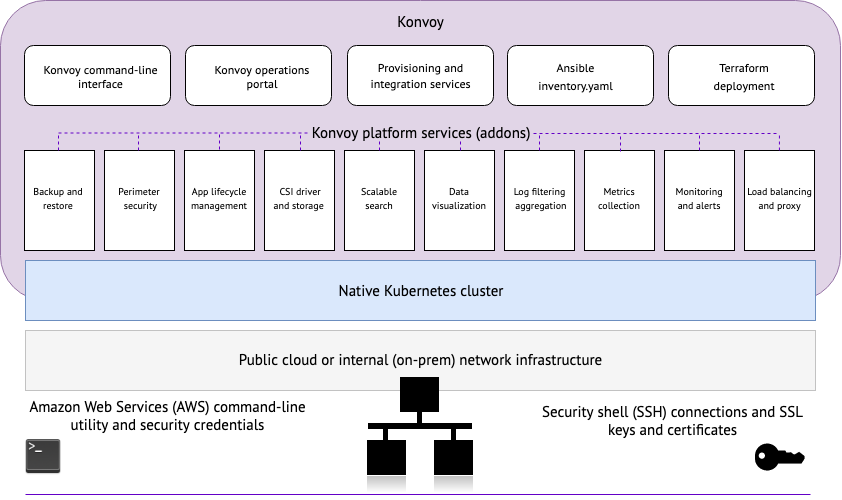 Konvoy
Konvoy command-line
interface
Konvoy operations
portal
Provisioning and
integration services
Ansible
inventory.yaml
Terraform
deployment
Konvoy platform services (addons)
Backup and
restore
Perimeter
security
App lifecycle
management
CSI driver
and storage
Scalable
search
Data
visualization
Log filtering
aggregation
Metrics
collection
Monitoring
and alerts
Load balancing
and proxy
Native Kubernetes cluster
Public cloud or internal (on-prem) network infrastructure
Amazon Web Services (AWS) command-line
utility and security credentials
>_
Security shell (SSH) connections and SSL
keys and certificates